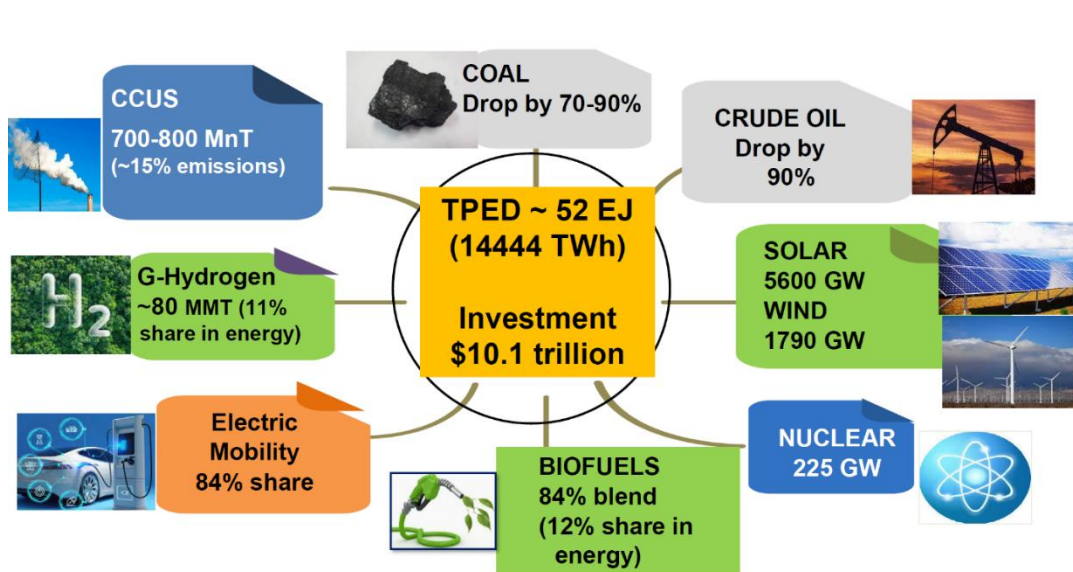 COAL
Drop by 70-90%
CCUS
700-800 MnT
(~15% emissions)
CRUDE OIL
Drop by
90%
TPED ~ 52 EJ
(14444 TWh)
Investment
$10.1 trillion
H2
G-Hydrogen
~80 MMT (11%
share in energy)
SOLAR
5600 GW
WIND
1790 GW
Electric
Mobility
84% share
BIOFUELS
84% blend
(12% share in
energy)
NUCLEAR
225 GW